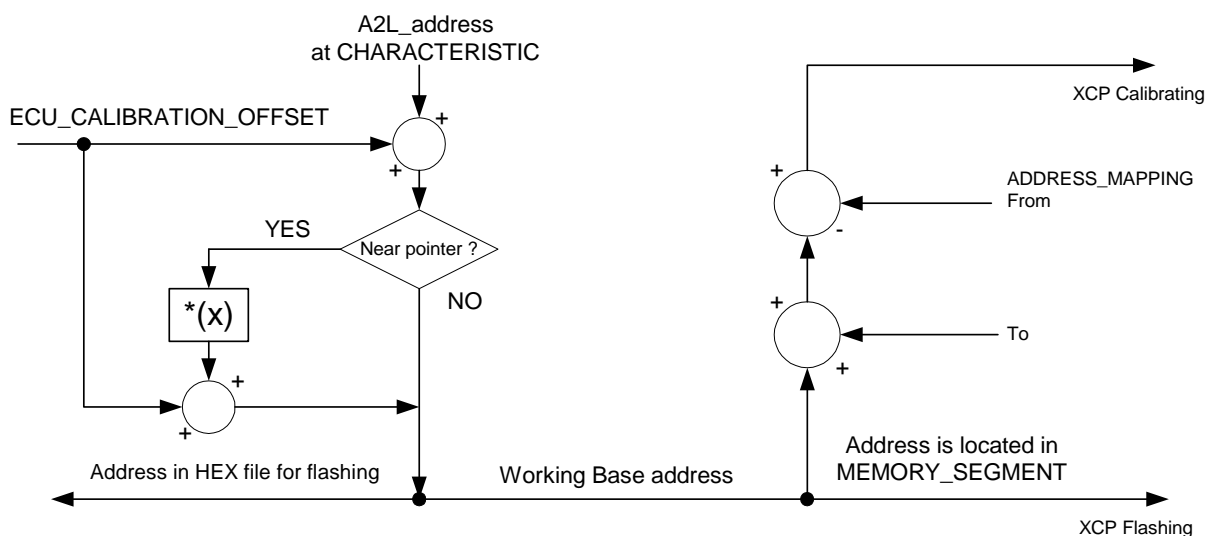 A2L_address
at CHARACTERISTIC
XCP Calibrating
ECU_CALIBRATION_OFFSET
+
+
+
ADDRESS_MAPPING
From
-
YES
Near pointer ?
NO
*(x)
+
To
+
+
+
Address in HEX file for flashing
Working Base address
Address is located in
MEMORY_SEGMENT
XCP Flashing